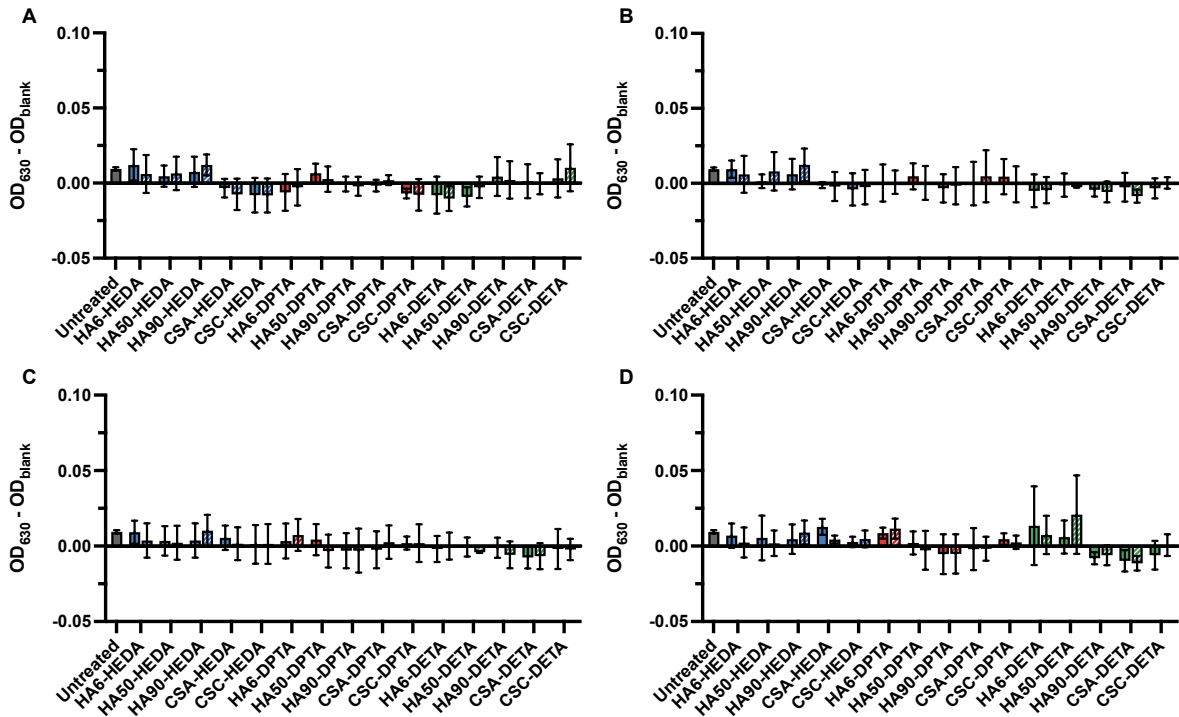 A
OD630 - ODblank
0.10
0.05
0.00
-0.05
Untreated
HA6-HEDA
HA50-HEDA
HA90-HEDA
CSA-HEDA
CSC-HEDA
HA6-DPTA
HA50-DPTA
HA90-DPTA
CSA-DPTA
CSC-DPTA
HA6-DETA
HA50-DETA
HA90-DETA
CSA-DETA
CSC-DETA
B
OD630 - ODblank
0.10
0.05
0.00
-0.05
Untreated
HA6-HEDA
HA50-HEDA
HA90-HEDA
CSA-HEDA
CSC-HEDA
HA6-DPTA
HA50-DPTA
HA90-DPTA
CSA-DPTA
CSC-DPTA
HA6-DETA
HA50-DETA
HA90-DETA
CSA-DETA
CSC-DETA
C
OD630 - ODblank
0.10
0.05
0.00
-0.05
Untreated
HA6-HEDA
HA50-HEDA
HA90-HEDA
CSA-HEDA
CSC-HEDA
HA6-DPTA
HA50-DPTA
HA90-DPTA
CSA-DPTA
CSC-DPTA
HA6-DETA
HA50-DETA
HA90-DETA
CSA-DETA
CSC-DETA
D
OD630 - ODblank
0.10
0.05
0.00
-0.05
Untreated
HA6-HEDA
HA50-HEDA
HA90-HEDA
CSA-HEDA
CSC-HEDA
HA6-DPTA
HA50-DPTA
HA90-DPTA
CSA-DPTA
CSC-DPTA
HA6-DETA
HA50-DETA
HA90-DETA
CSA-DETA
CSC-DETA